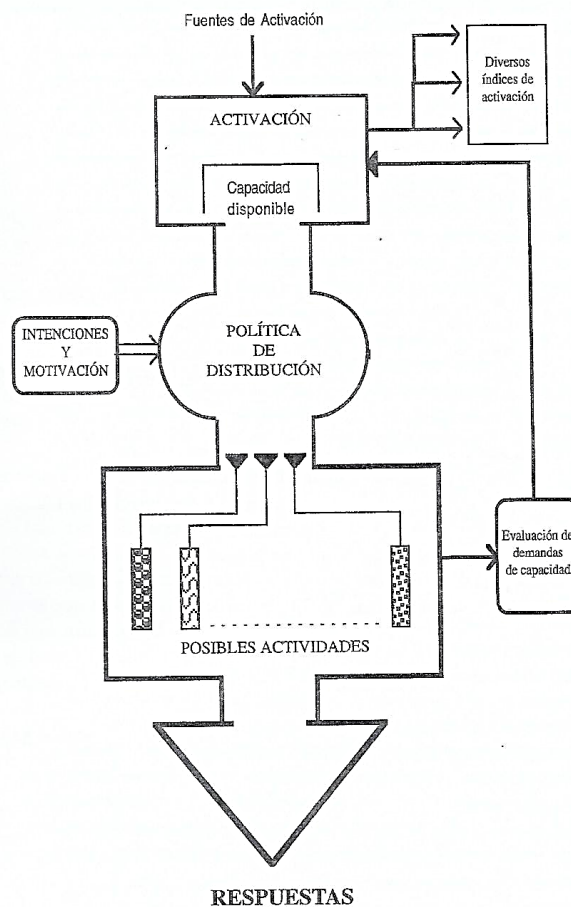 Fuentes de Activación
Diversos
índices de
activación
ACTIVACIÓN
Capacidad
disponible
INTENCIONES
Y
MOTIVACIÓN
POLÍTICA
DE
DISTRIBUCIÓN
Evaluación de
demandas
de capacidad
POSIBLES ACTIVIDADES
RESPUESTAS